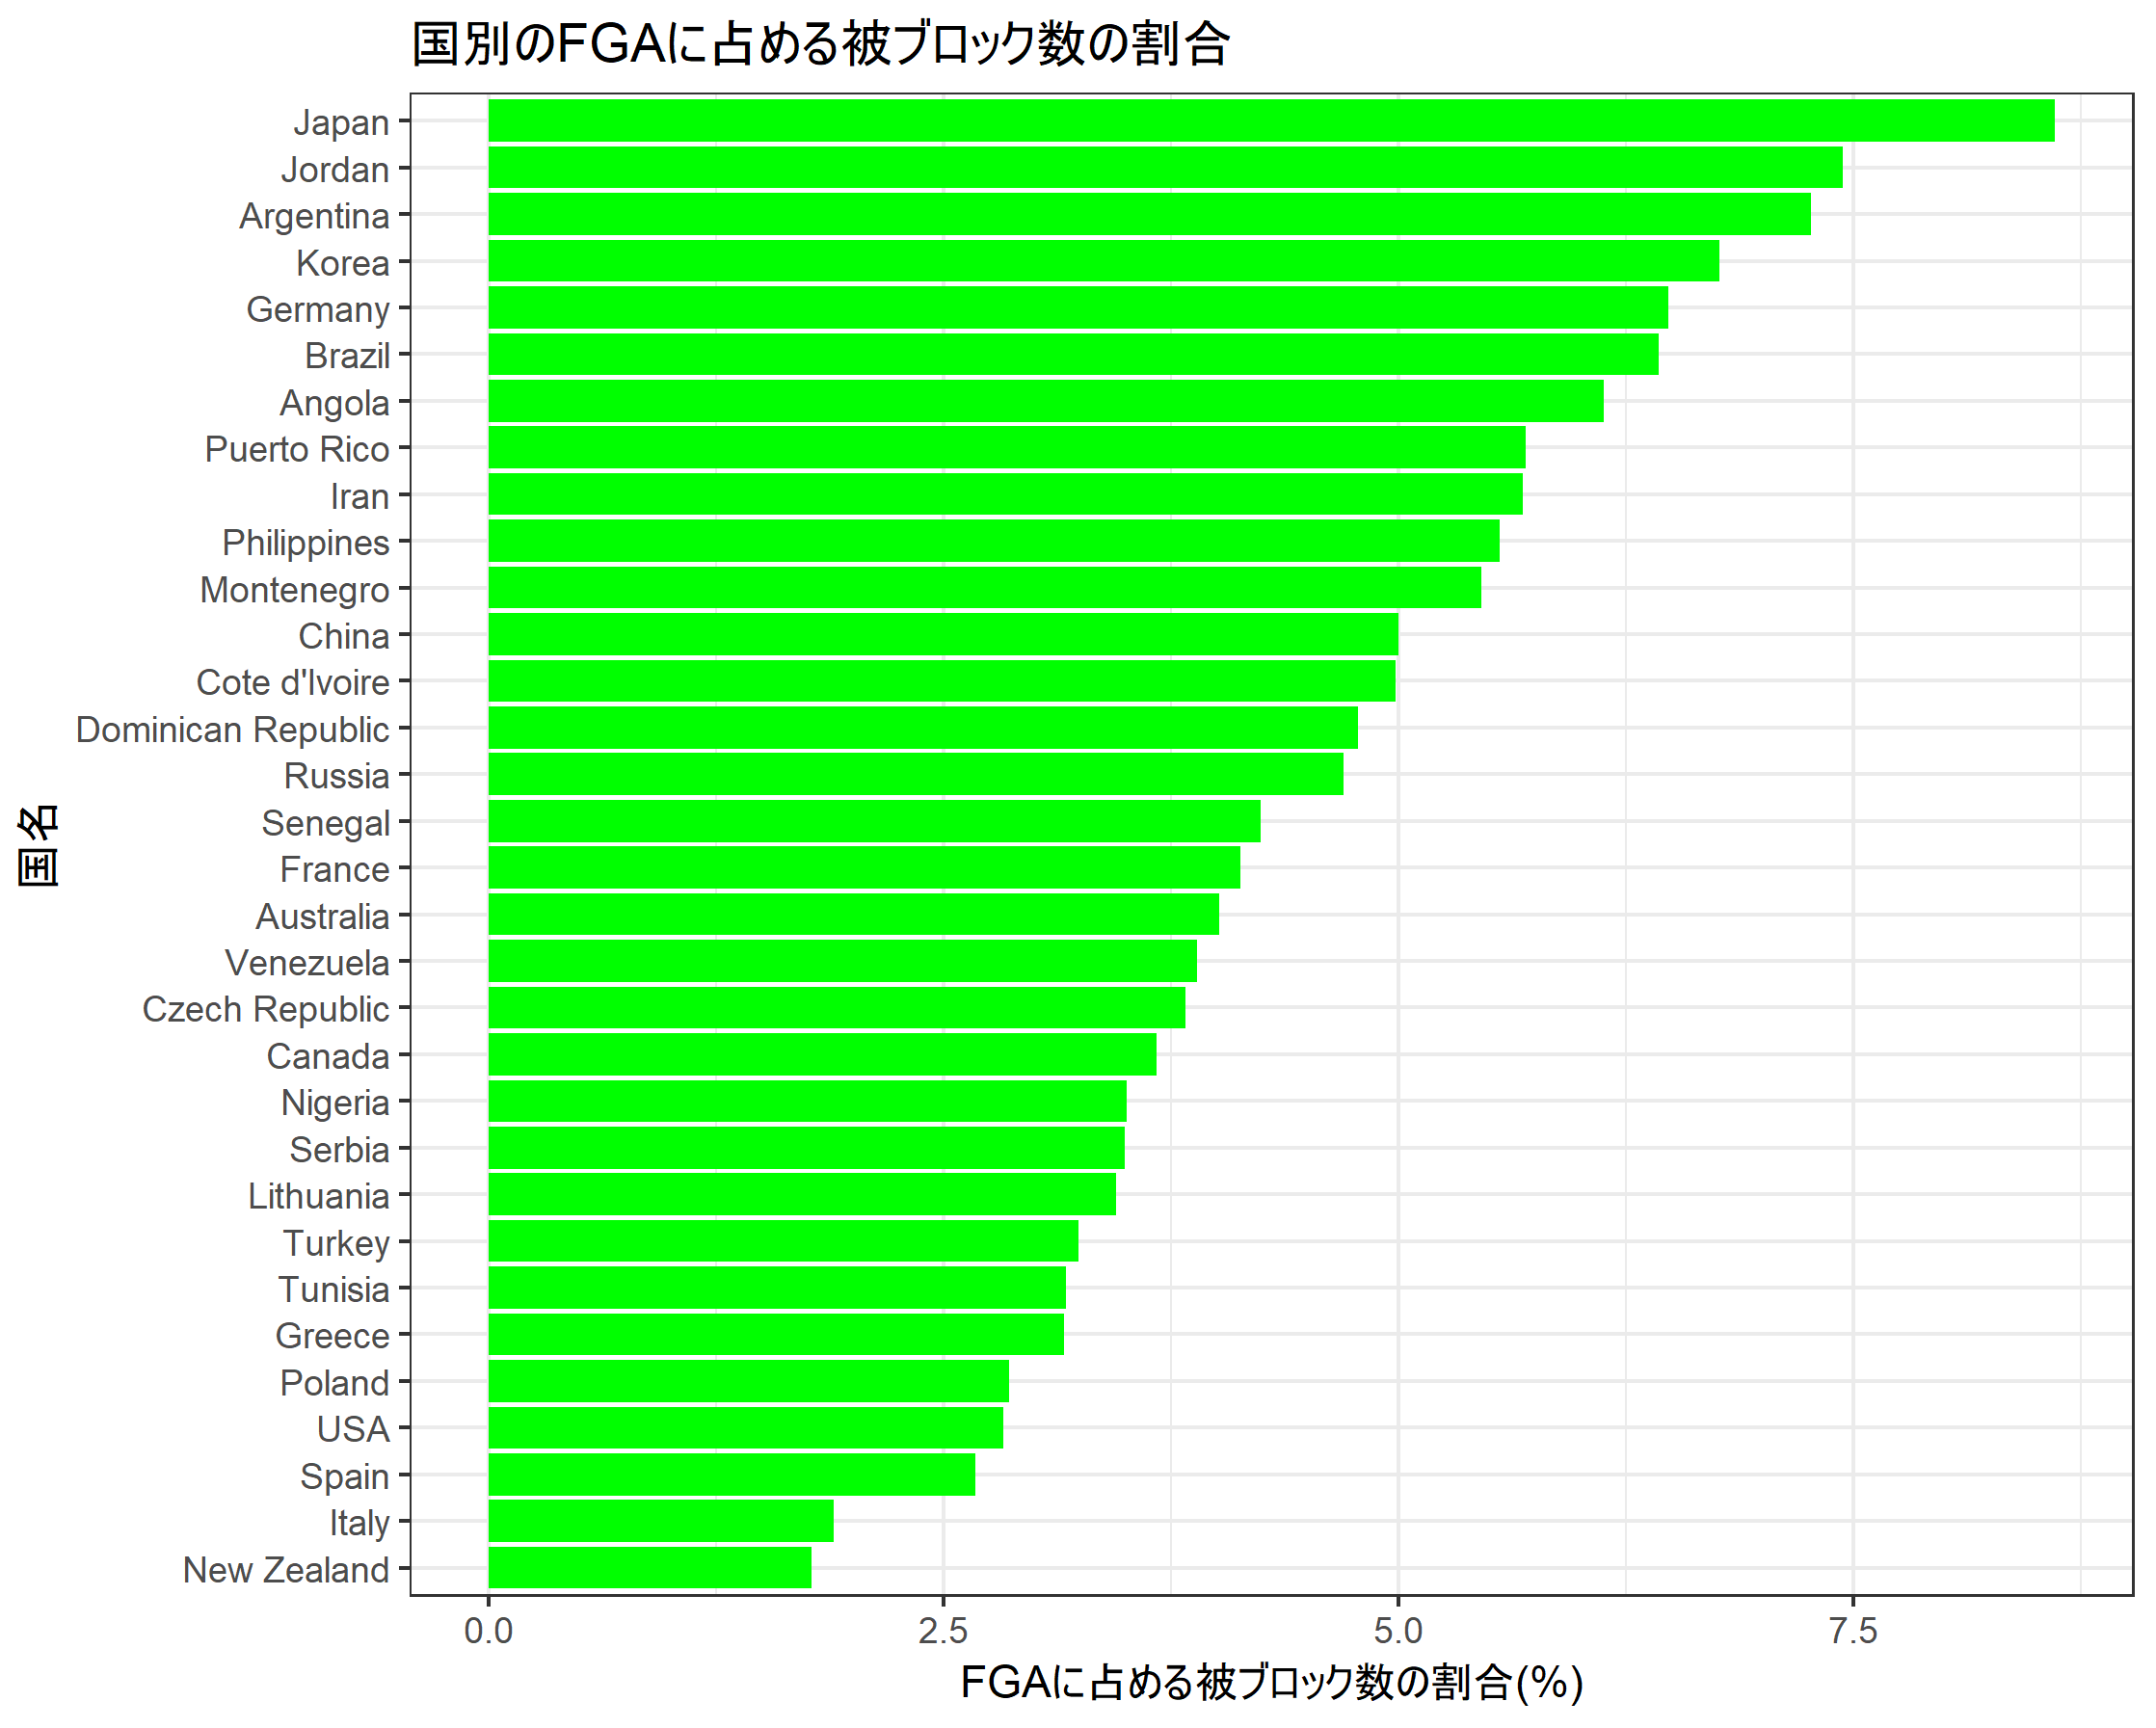 国別のFGAに占める被ブロック数の割合
国名
Japan
Jordan
Argentina
Korea
Germany
Brazil
Angola
Puerto Rico
Iran
Philippines
Montenegro
China
Cote d'Ivoire
Dominican Republic
Russia
Senegal
France
Australia
Venezuela
Czech Republic
Canada
Nigeria
Serbia
Lithuania
Turkey
Tunisia
Greece
Poland
USA
Spain
Italy
New Zealand
0.0 2.5 5.0 7.5
FGAに占める被ブロック数の割合(%)